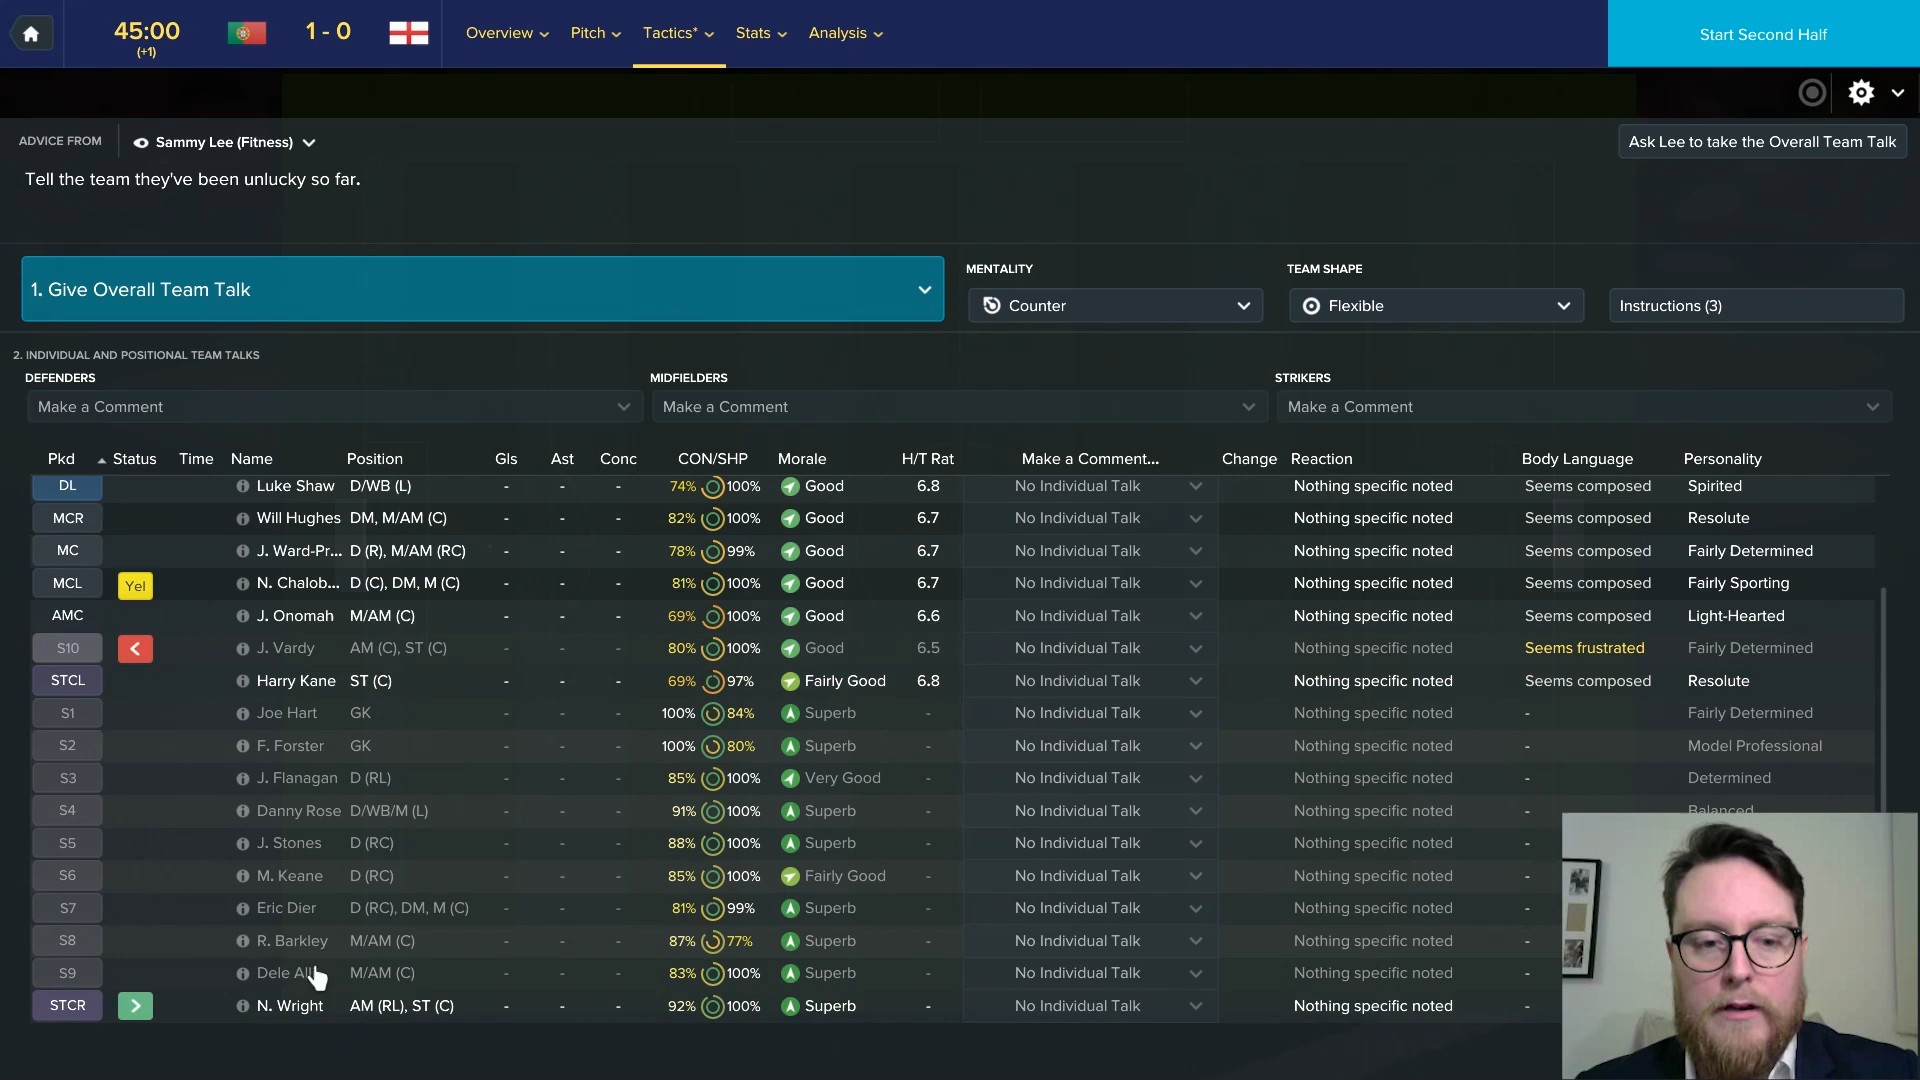 45:00
(+1)
1 - 0
Overview
Pitch
Tactics*
Stats
Analysis
Start Second Half
ADVICE FROM
Sammy Lee (Fitness)
Ask Lee to take the Overall Team Talk
Tell the team they've been unlucky so far.
1. Give Overall Team Talk
MENTALITY
Counter
TEAM SHAPE
Flexible
Instructions (3)
2. INDIVIDUAL AND POSITIONAL TEAM TALKS
DEFENDERS
MIDFIELDERS
STRIKERS
Make a Comment
Make a Comment
Make a Comment
Pkd Status Time Name Position Gls Ast Conc CON/SHP Morale H/T Rat Make a Comment... Change Reaction Body Language Personality
DL Luke Shaw D/WB (L) - - - 74% 100% Good 6.8 No Individual Talk Nothing specific noted Seems composed Spirited
MCR Will Hughes DM, M/AM (C) - - - 82% 100% Good 6.7 No Individual Talk Nothing specific noted Seems composed Resolute
MC J. Ward-Pr... D (R), M/AM (RC) - - - 78% 99% Good 6.7 No Individual Talk Nothing specific noted Seems composed Fairly Determined
MCL Yel N. Chalob... D (C), DM, M (C) - - - 81% 100% Good 6.7 No Individual Talk Nothing specific noted Seems composed Fairly Sporting
AMC J. Onomah M/AM (C) - - - 69% 100% Good 6.6 No Individual Talk Nothing specific noted Seems composed Light-Hearted
S10 J. Vardy AM (C), ST (C) - - - 80% 100% Good 6.5 No Individual Talk Nothing specific noted Seems frustrated Fairly Determined
STCL Harry Kane ST (C) - - - 69% 97% Fairly Good 6.8 No Individual Talk Nothing specific noted Seems composed Resolute
S1 Joe Hart GK - - - 100% 84% Superb - No Individual Talk Nothing specific noted - Fairly Determined
S2 F. Forster GK - - - 100% 80% Superb - No Individual Talk Nothing specific noted - Model Professional
S3 J. Flanagan D (RL) - - - 85% 100% Very Good - No Individual Talk Nothing specific noted - Determined
S4 Danny Rose D/WB/M (L) - - - 91% 100% Superb - No Individual Talk Nothing specific noted - Balanced
S5 J. Stones D (RC) - - - 88% 100% Superb - No Individual Talk Nothing specific noted -
S6 M. Keane D (RC) - - - 85% 100% Fairly Good - No Individual Talk Nothing specific noted -
S7 Eric Dier D (RC), DM, M (C) - - - 81% 99% Superb - No Individual Talk Nothing specific noted -
S8 R. Barkley M/AM (C) - - - 87% 77% Superb - No Individual Talk Nothing specific noted -
S9 Dele Alli M/AM (C) - - - 83% 100% Superb - No Individual Talk Nothing specific noted -
STCR N. Wright AM (RL), ST (C) - - - 92% 100% Superb - No Individual Talk Nothing specific noted -